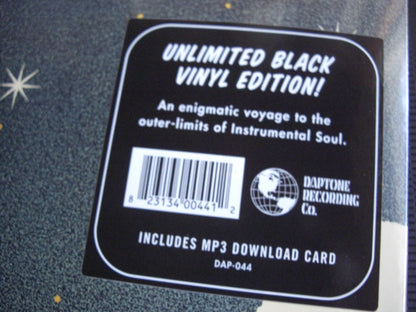 UNLIMITED BLACK
VINYL EDITION!
An enigmatic voyage to the
outer-limits of Instrumental Soul.
8 23134 00441 2
DAPTONE
RECORDING
Co.
INCLUDES MP3 DOWNLOAD CARD
DAP-044